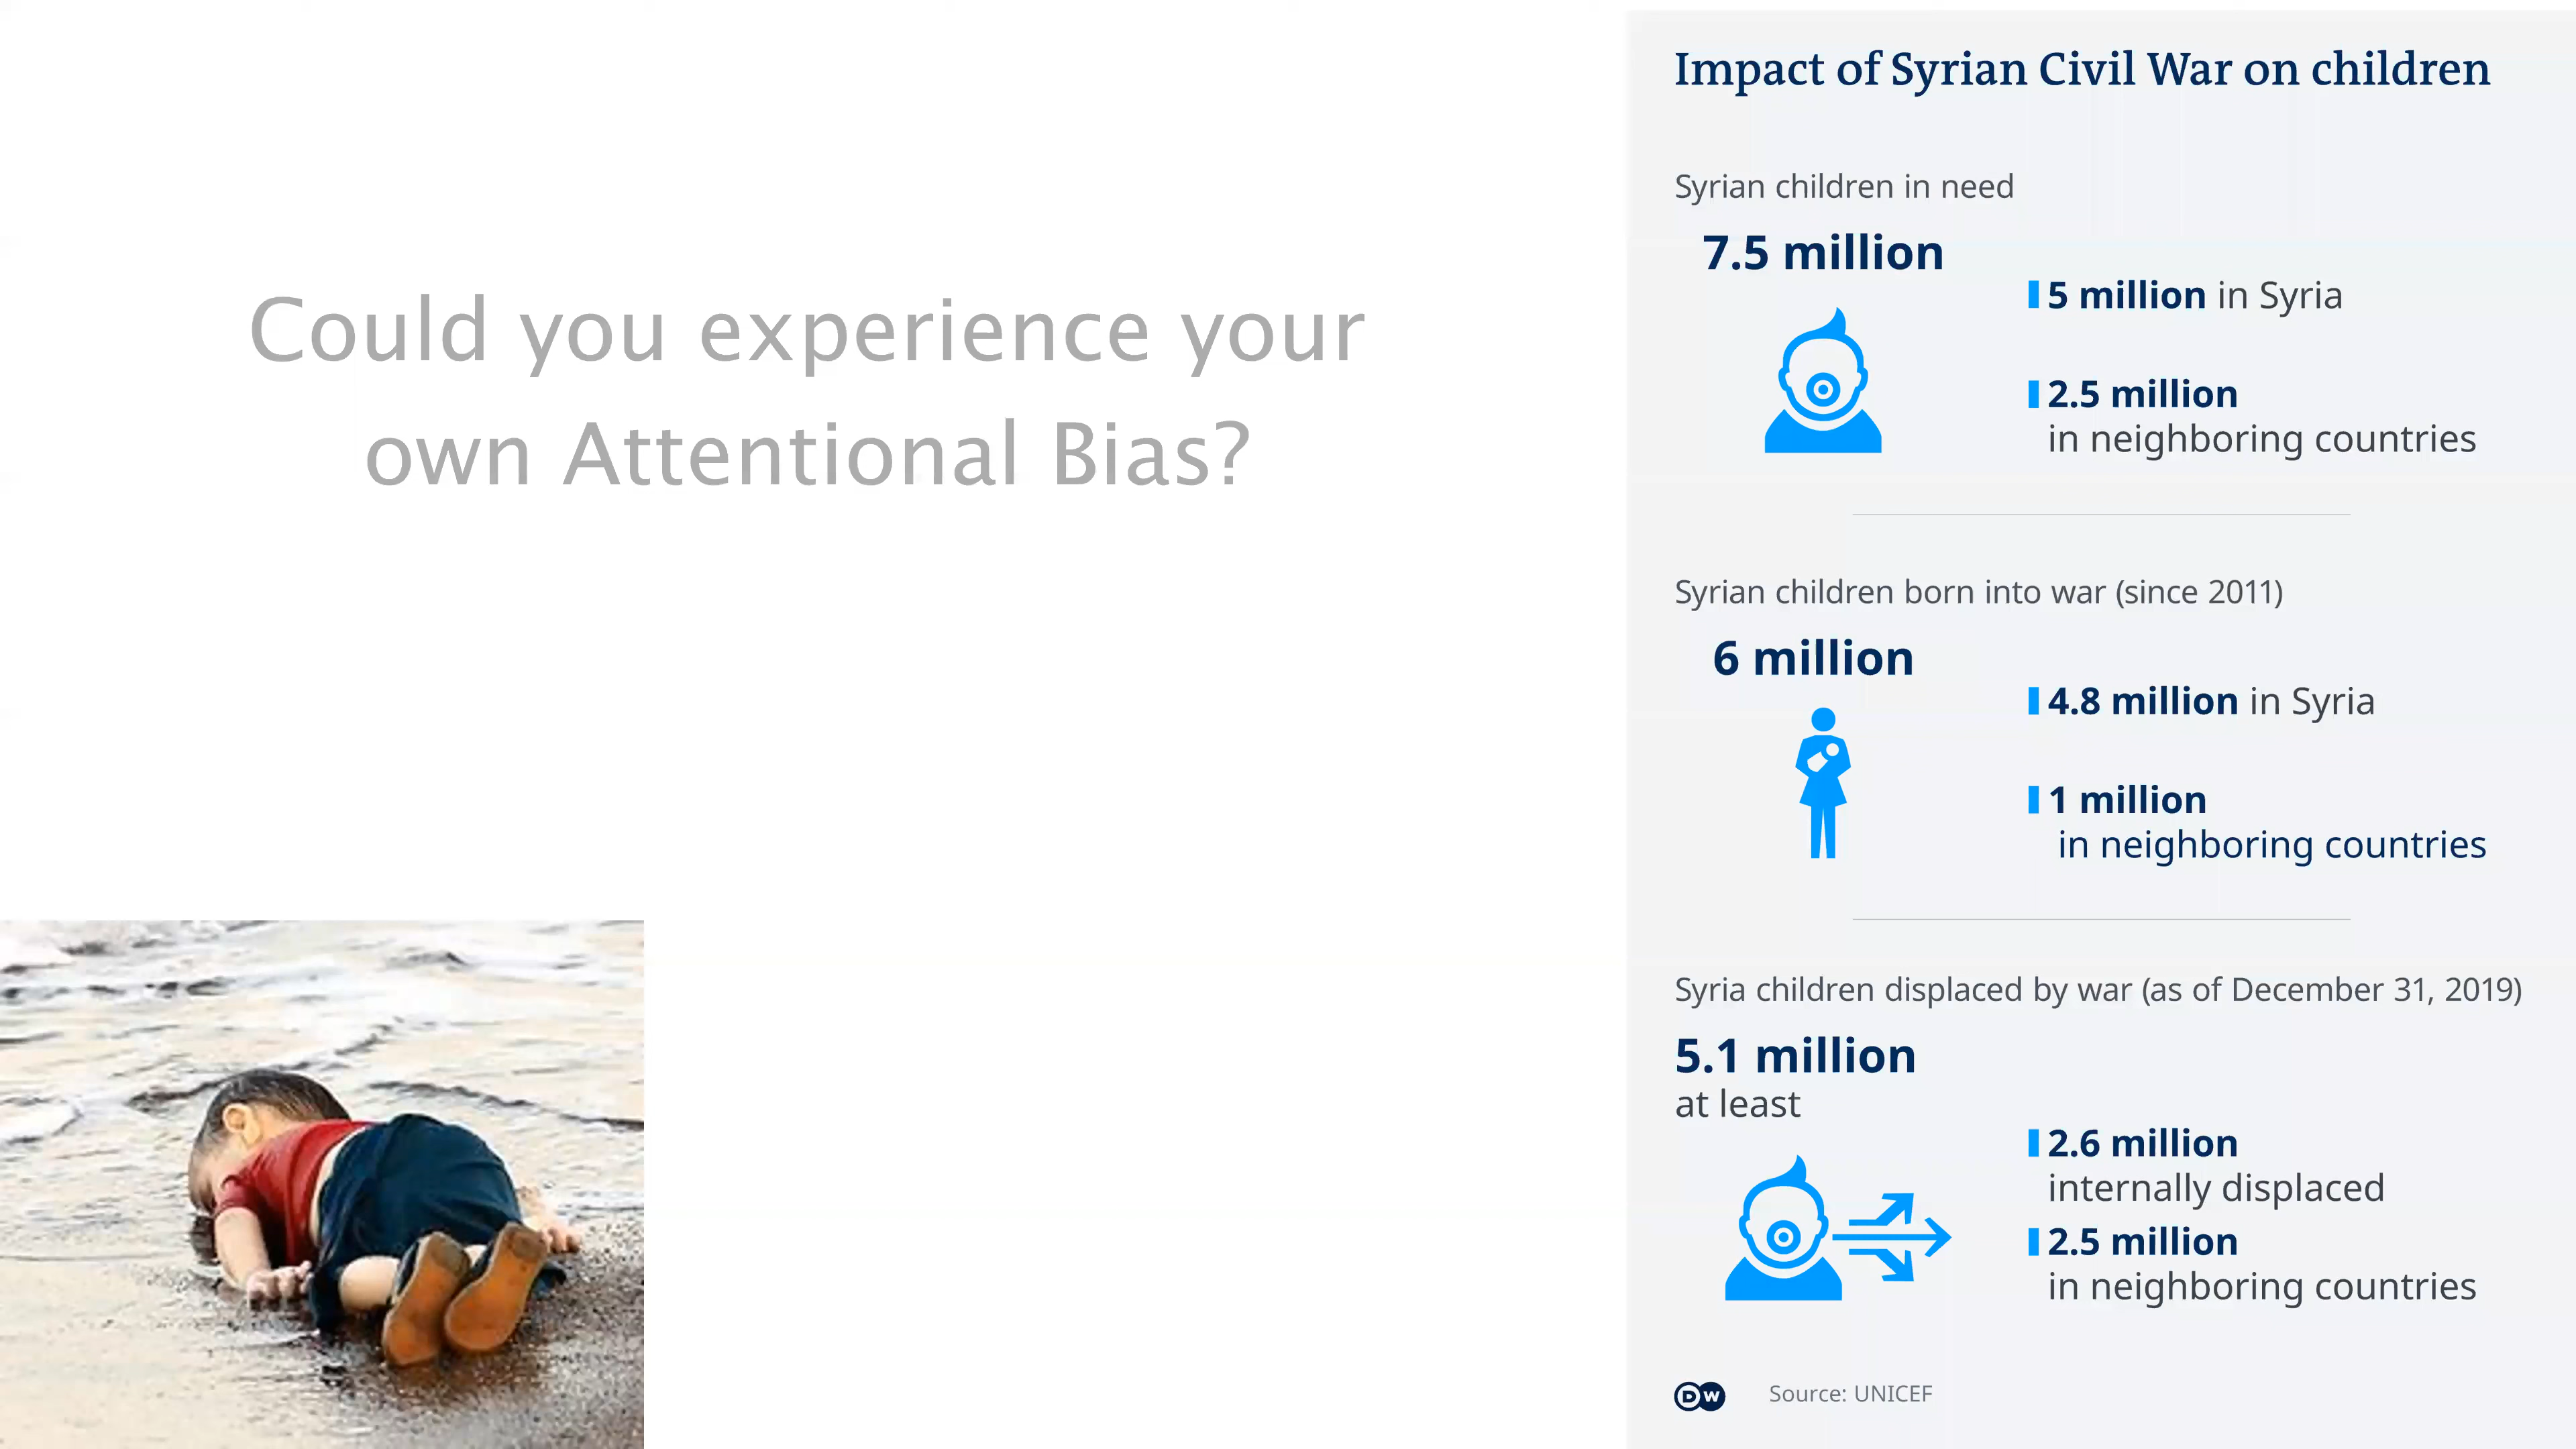 Could you experience your
own Attentional Bias?
Impact of Syrian Civil War on children
Syrian children in need
7.5 million
5 million in Syria
2.5 million
in neighboring countries
Syrian children born into war (since 2011)
6 million
4.8 million in Syria
1 million
in neighboring countries
Syria children displaced by war (as of December 31, 2019)
5.1 million
at least
2.6 million
internally displaced
2.5 million
in neighboring countries
DW
Source: UNICEF